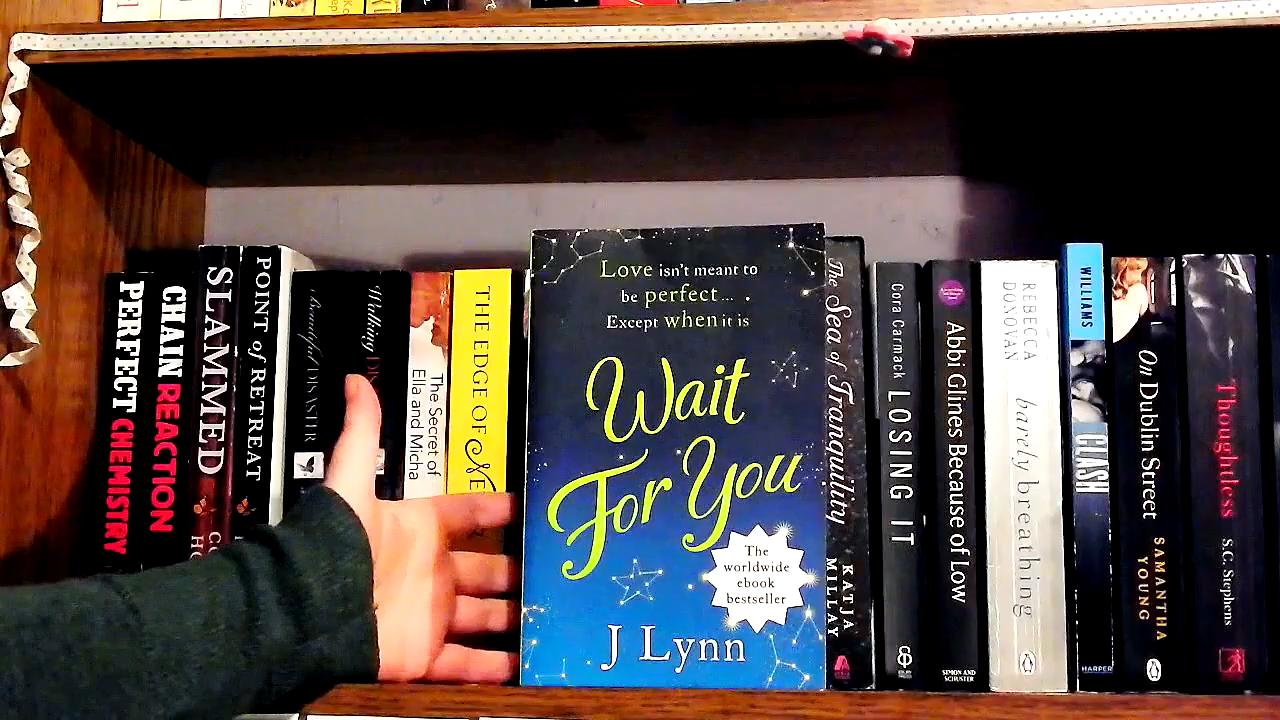 PERFECT CHEMISTRY
CHAIN REACTION
SLAMMED
POINT of RETREAT
Beautiful DISASTER
Walking
The Secret of
Ella and Micha
THE EDGE OF
Love isn't meant to
be perfect...
Except when it is
Wait
For You
The
worldwide
ebook
bestseller
J Lynn
The Sea of Tranquility
KATJA
MILLAY
Cora Carmack LOSING IT
Abbi Glines Because of Low
SIMON AND
SCHUSTER
REBECCA
DONOVAN
barely breathing
WILLIAMS
CLASH
HARPER
On Dublin Street
SAMANTHA
YOUNG
Thoughtless
S.C. Stephens